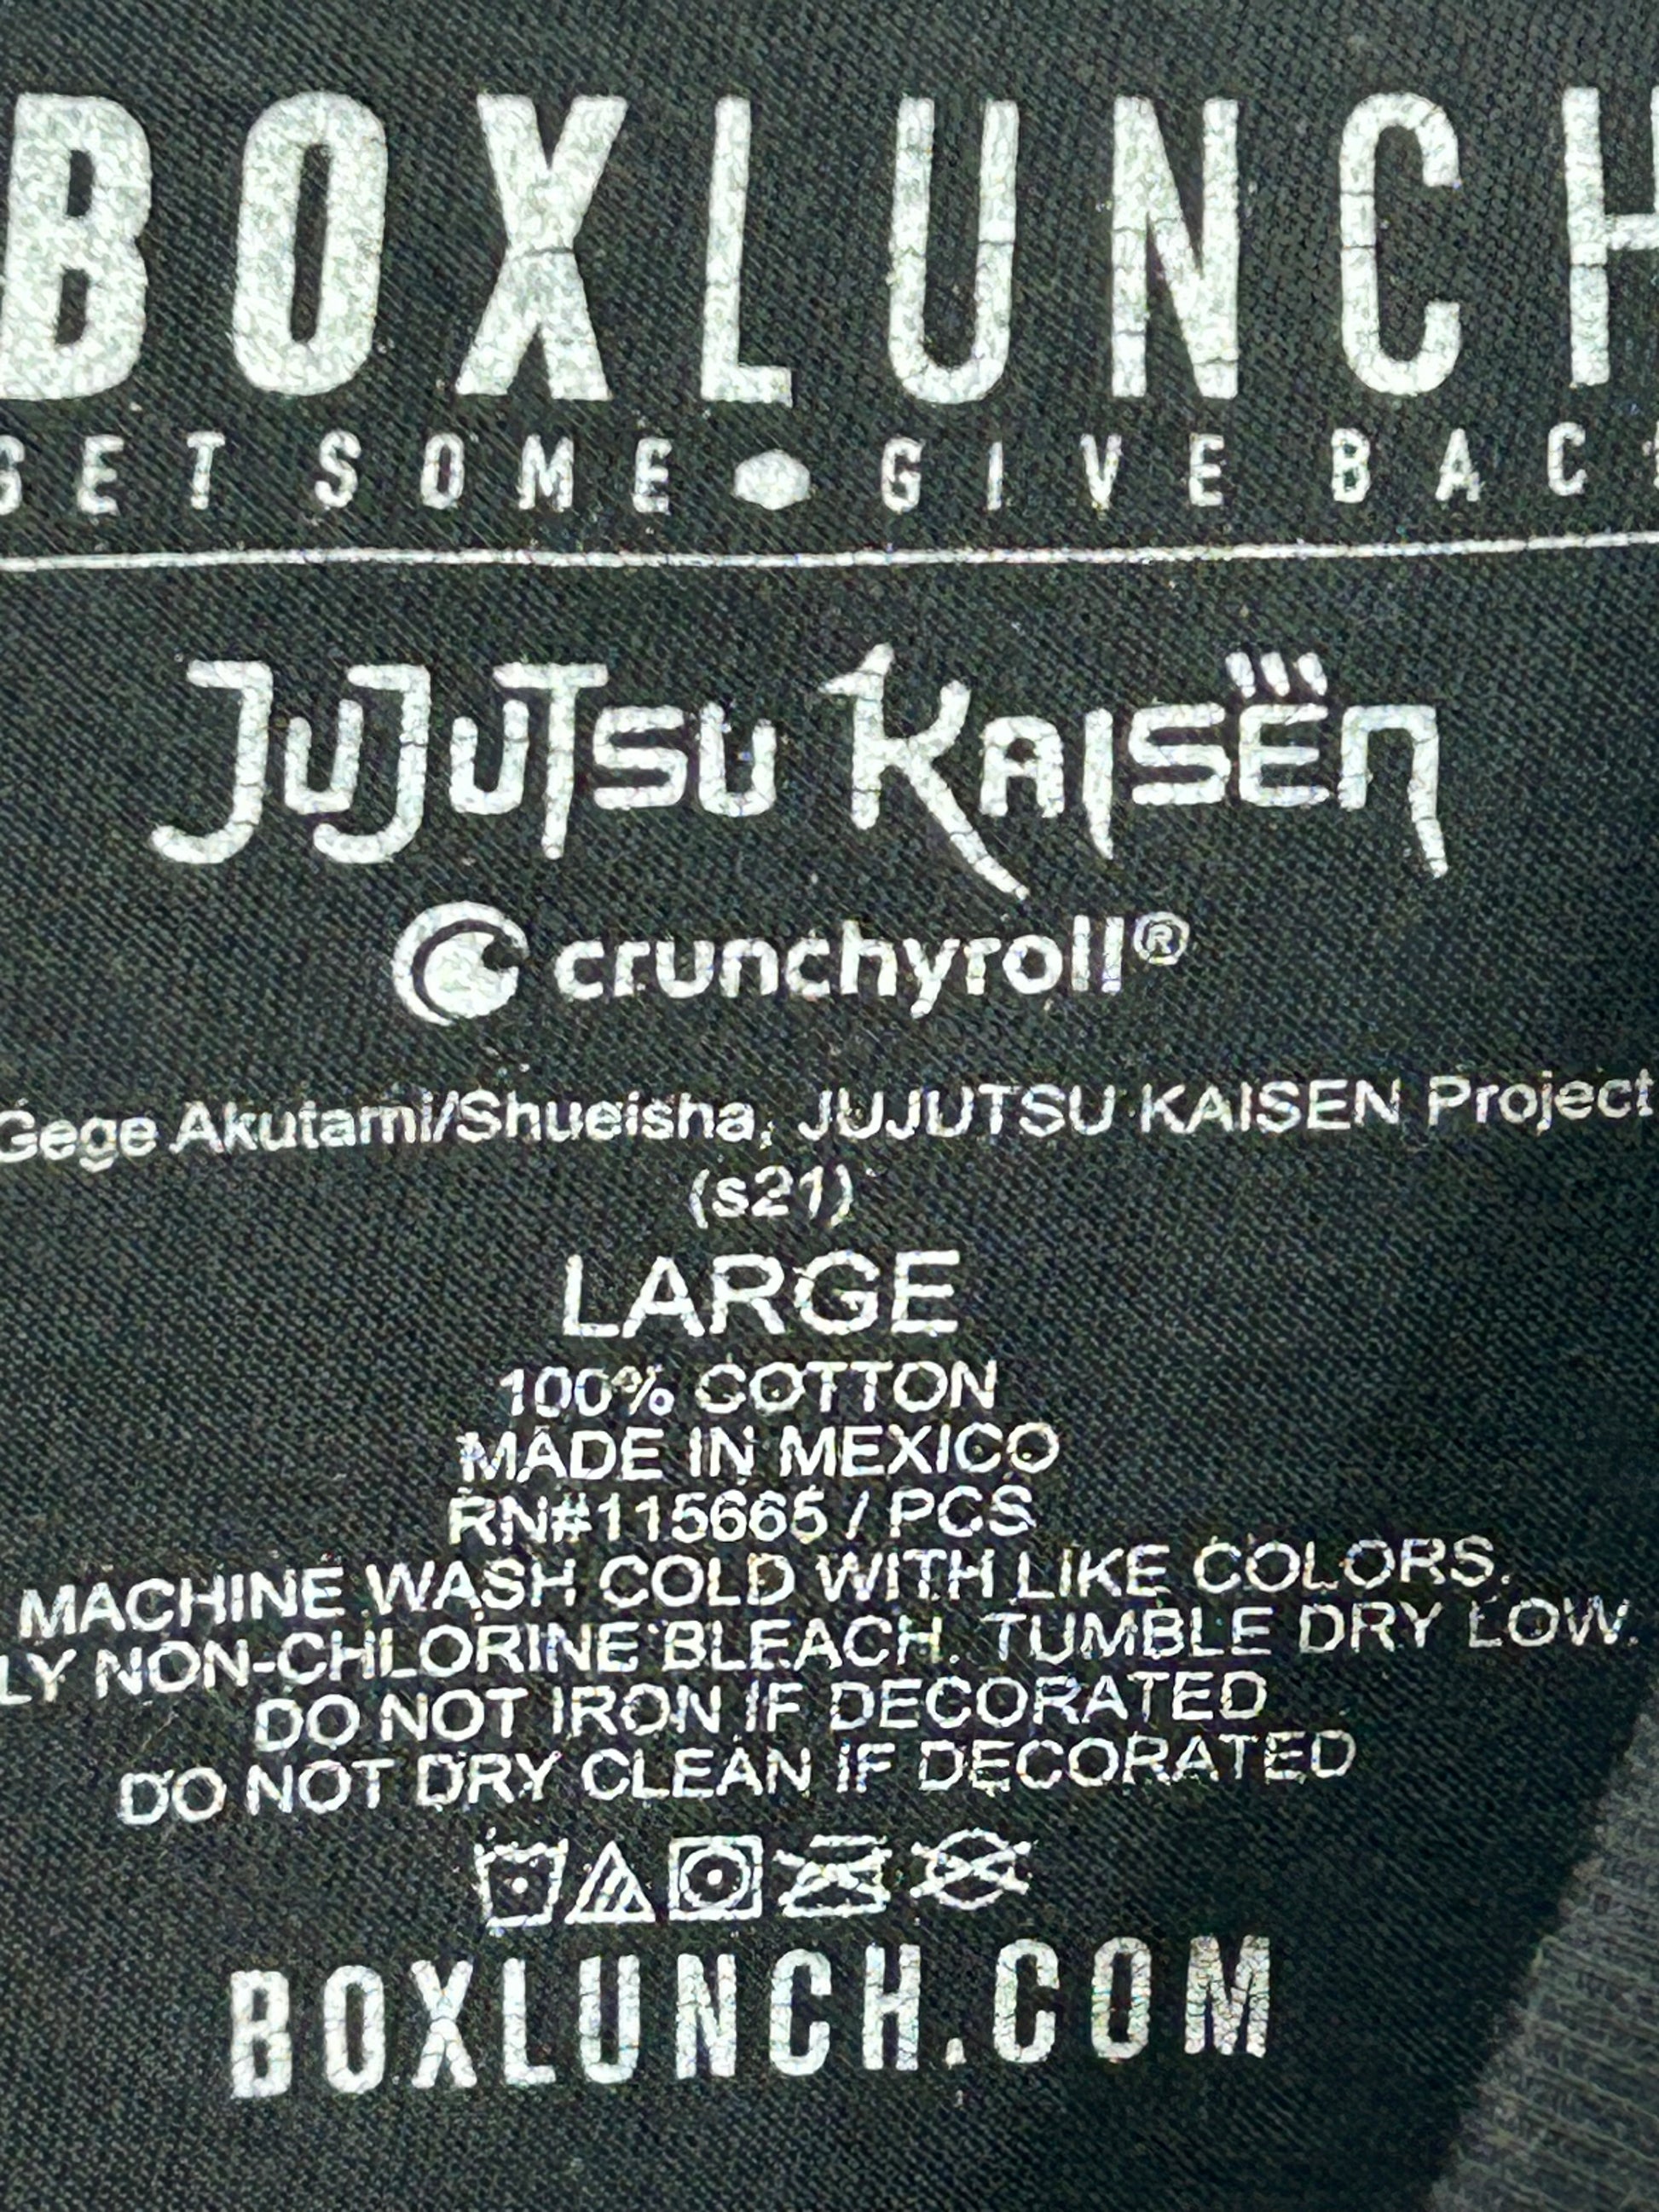 BOXLUNCH
GET SOME GIVE BACK
JUJUTSU KAISEN
crunchyroll®
Gege Akutami/Shueisha, JUJUTSU KAISEN Project
(s21)
LARGE
100% COTTON
MADE IN MEXICO
RN#115665 / PCS
MACHINE WASH COLD WITH LIKE COLORS.
LY NON-CHLORINE BLEACH. TUMBLE DRY LOW.
DO NOT IRON IF DECORATED
DO NOT DRY CLEAN IF DECORATED
BOXLUNCH.COM